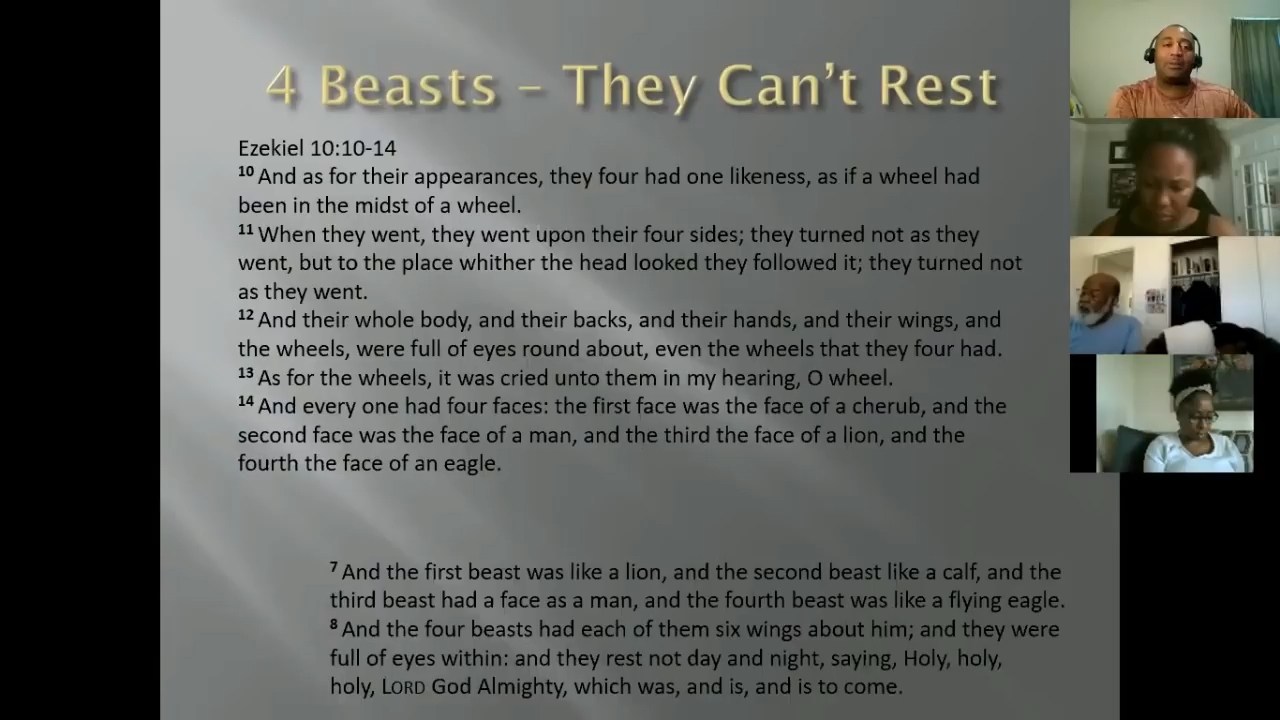 4 Beasts – They Can't Rest
Ezekiel 10:10-14
10 And as for their appearances, they four had one likeness, as if a wheel had
been in the midst of a wheel.
11 When they went, they went upon their four sides; they turned not as they
went, but to the place whither the head looked they followed it; they turned not
as they went.
12 And their whole body, and their backs, and their hands, and their wings, and
the wheels, were full of eyes round about, even the wheels that they four had.
13 As for the wheels, it was cried unto them in my hearing, O wheel.
14 And every one had four faces: the first face was the face of a cherub, and the
second face was the face of a man, and the third the face of a lion, and the
fourth the face of an eagle.
7 And the first beast was like a lion, and the second beast like a calf, and the
third beast had a face as a man, and the fourth beast was like a flying eagle.
8 And the four beasts had each of them six wings about him; and they were
full of eyes within: and they rest not day and night, saying, Holy, holy,
holy, LORD God Almighty, which was, and is, and is to come.